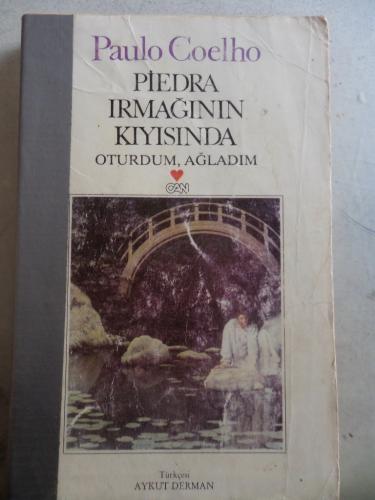 Paulo Coelho
PİEDRA
IRMAĞININ
KIYISINDA
OTURDUM, AĞLADIM
CAN
Türkçesi
AYKUT DERMAN